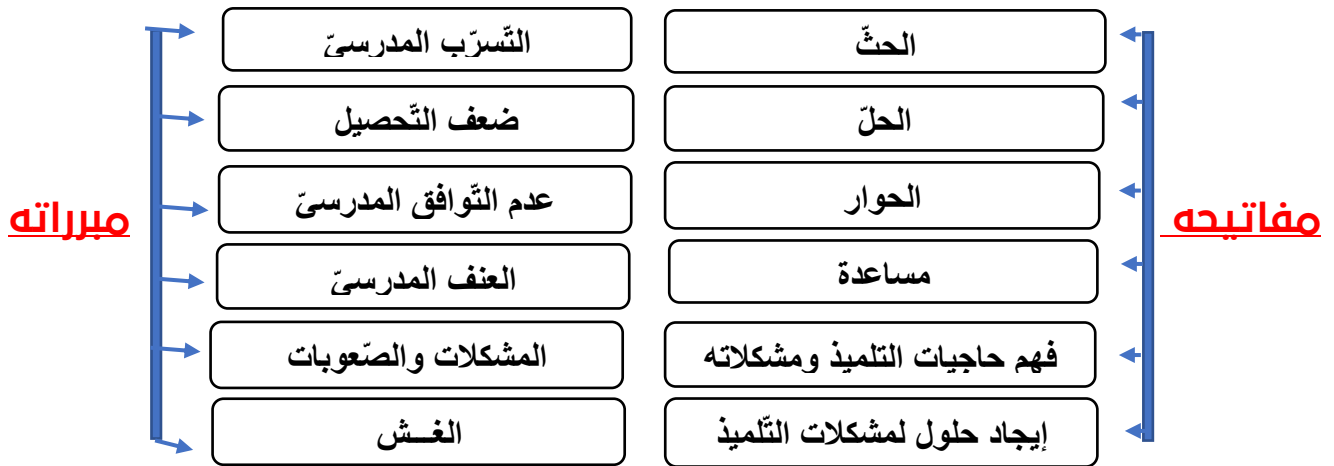 مفاتيحه
الحثّ
الحلّ
الحوار
مساعدة
فهم حاجيات التلميذ ومشكلاته
إيجاد حلول لمشكلات التّلميذ
مبرراته
التّسرّب المدرسيّ
ضعف التّحصيل
عدم التّوافق المدرسيّ
العنف المدرسيّ
المشكلات والصّعوبات
الغـــش